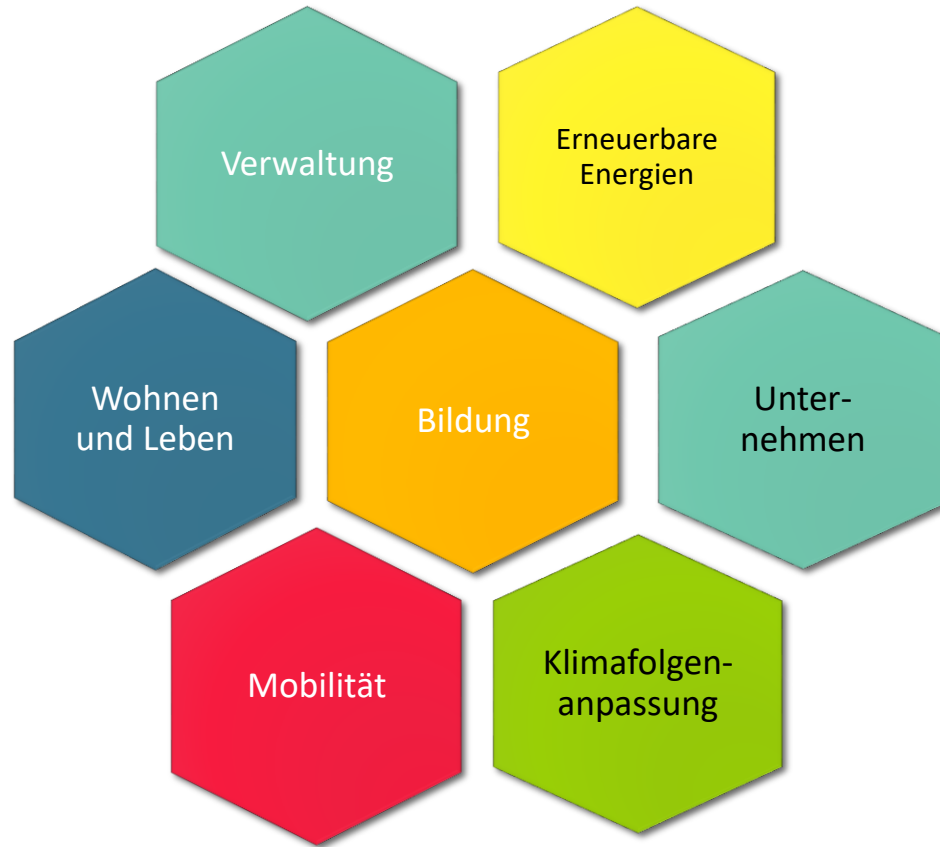 Verwaltung
Erneuerbare
Energien
Wohnen
und Leben
Bildung
Unter-
nehmen
Mobilität
Klimafolgen-
anpassung